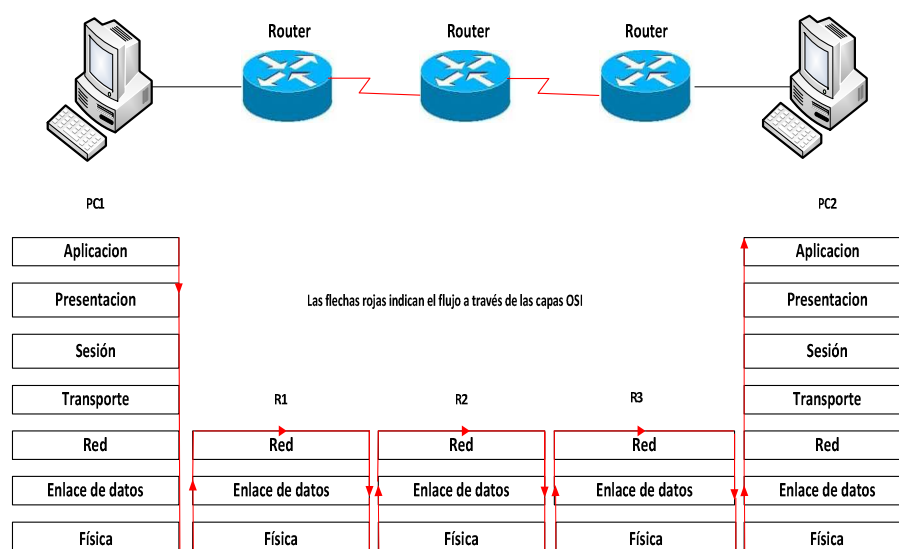 Router Router Router
PC1 PC2
Aplicacion Aplicacion
Presentacion Las flechas rojas indican el flujo a través de las capas OSI Presentacion
Sesión Sesión
Transporte R1 R2 R3 Transporte
Red Red Red Red Red
Enlace de datos Enlace de datos Enlace de datos Enlace de datos Enlace de datos
Física Física Física Física Física